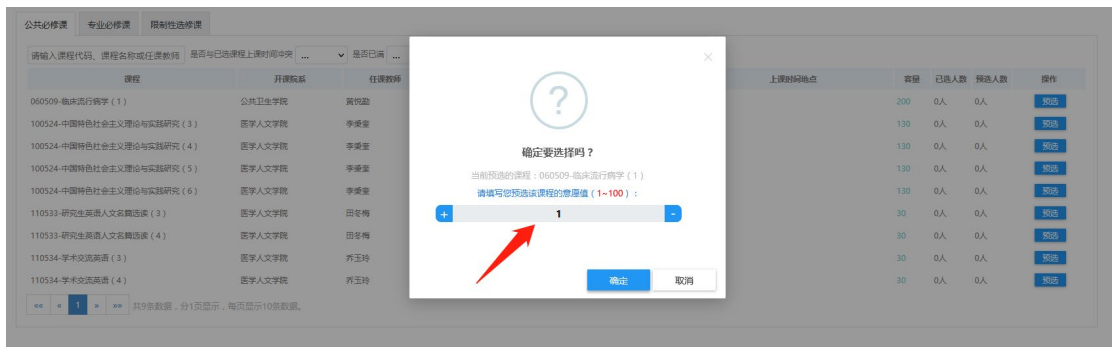 公共必修课 专业必修课 限制性选修课
请输入课程代码、课程名称或任课教师 是否与已选课程上课时间冲突 ... 是否已满 ...
课程 开课院系 任课教师 上课时间地点 容量 已选人数 预选人数 操作
060509-临床流行病学（1） 公共卫生学院 黄悦勤 200 0人 0人 预选
100524-中国特色社会主义理论与实践研究（3） 医学人文学院 130 0人 0人 预选
100524-中国特色社会主义理论与实践研究（4） 医学人文学院 130 0人 0人 预选
100524-中国特色社会主义理论与实践研究（5） 医学人文学院 130 0人 0人 预选
100524-中国特色社会主义理论与实践研究（6） 医学人文学院 130 0人 0人 预选
110533-研究生英语人文名篇选读（3） 医学人文学院 田冬梅 30 0人 0人 预选
110533-研究生英语人文名篇选读（4） 医学人文学院 田冬梅 30 0人 0人 预选
110534-学术交流英语（3） 医学人文学院 乔玉玲 30 0人 0人 预选
110534-学术交流英语（4） 医学人文学院 乔玉玲 30 0人 0人 预选
«« « 1 » »» 共9条数据，分1页显示，每页显示10条数据。
×
?
确定要选择吗？
当前预选的课程：060509-临床流行病学（1）
请填写您预选该课程的意愿值（1~100）：
+ 1 -
确定 取消